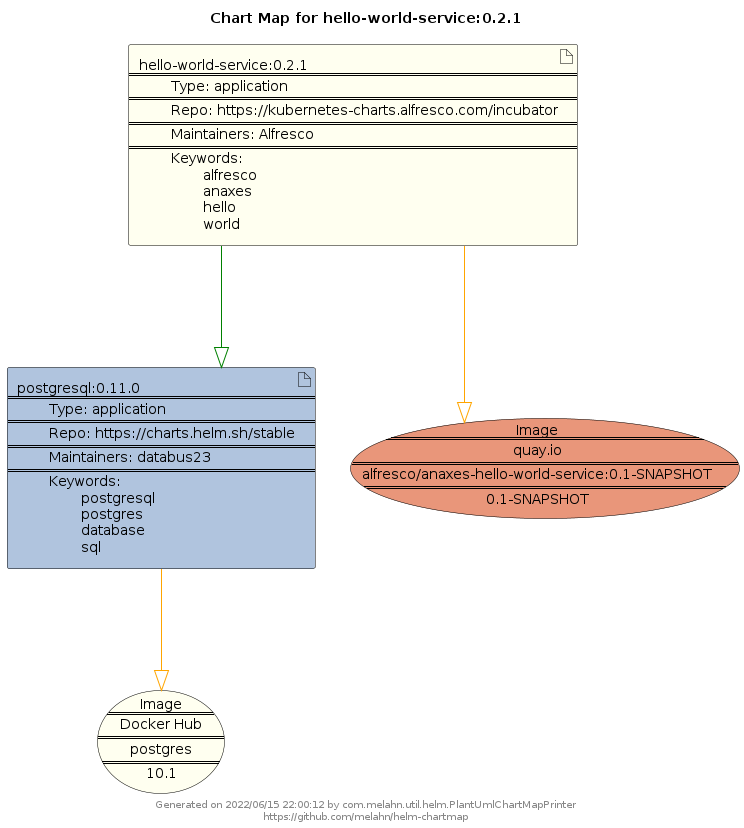 Chart Map for hello-world-service:0.2.1
hello-world-service:0.2.1
Type: application
Repo: https://kubernetes-charts.alfresco.com/incubator
Maintainers: Alfresco
Keywords:
alfresco
anaxes
hello
world
postgresql:0.11.0
Type: application
Repo: https://charts.helm.sh/stable
Maintainers: databus23
Keywords:
postgresql
postgres
database
sql
Image
quay.io
alfresco/anaxes-hello-world-service:0.1-SNAPSHOT
0.1-SNAPSHOT
Image
Docker Hub
postgres
10.1
Generated on 2022/06/15 22:00:12 by com.melahn.util.helm.PlantUmlChartMapPrinter
https://github.com/melahn/helm-chartmap